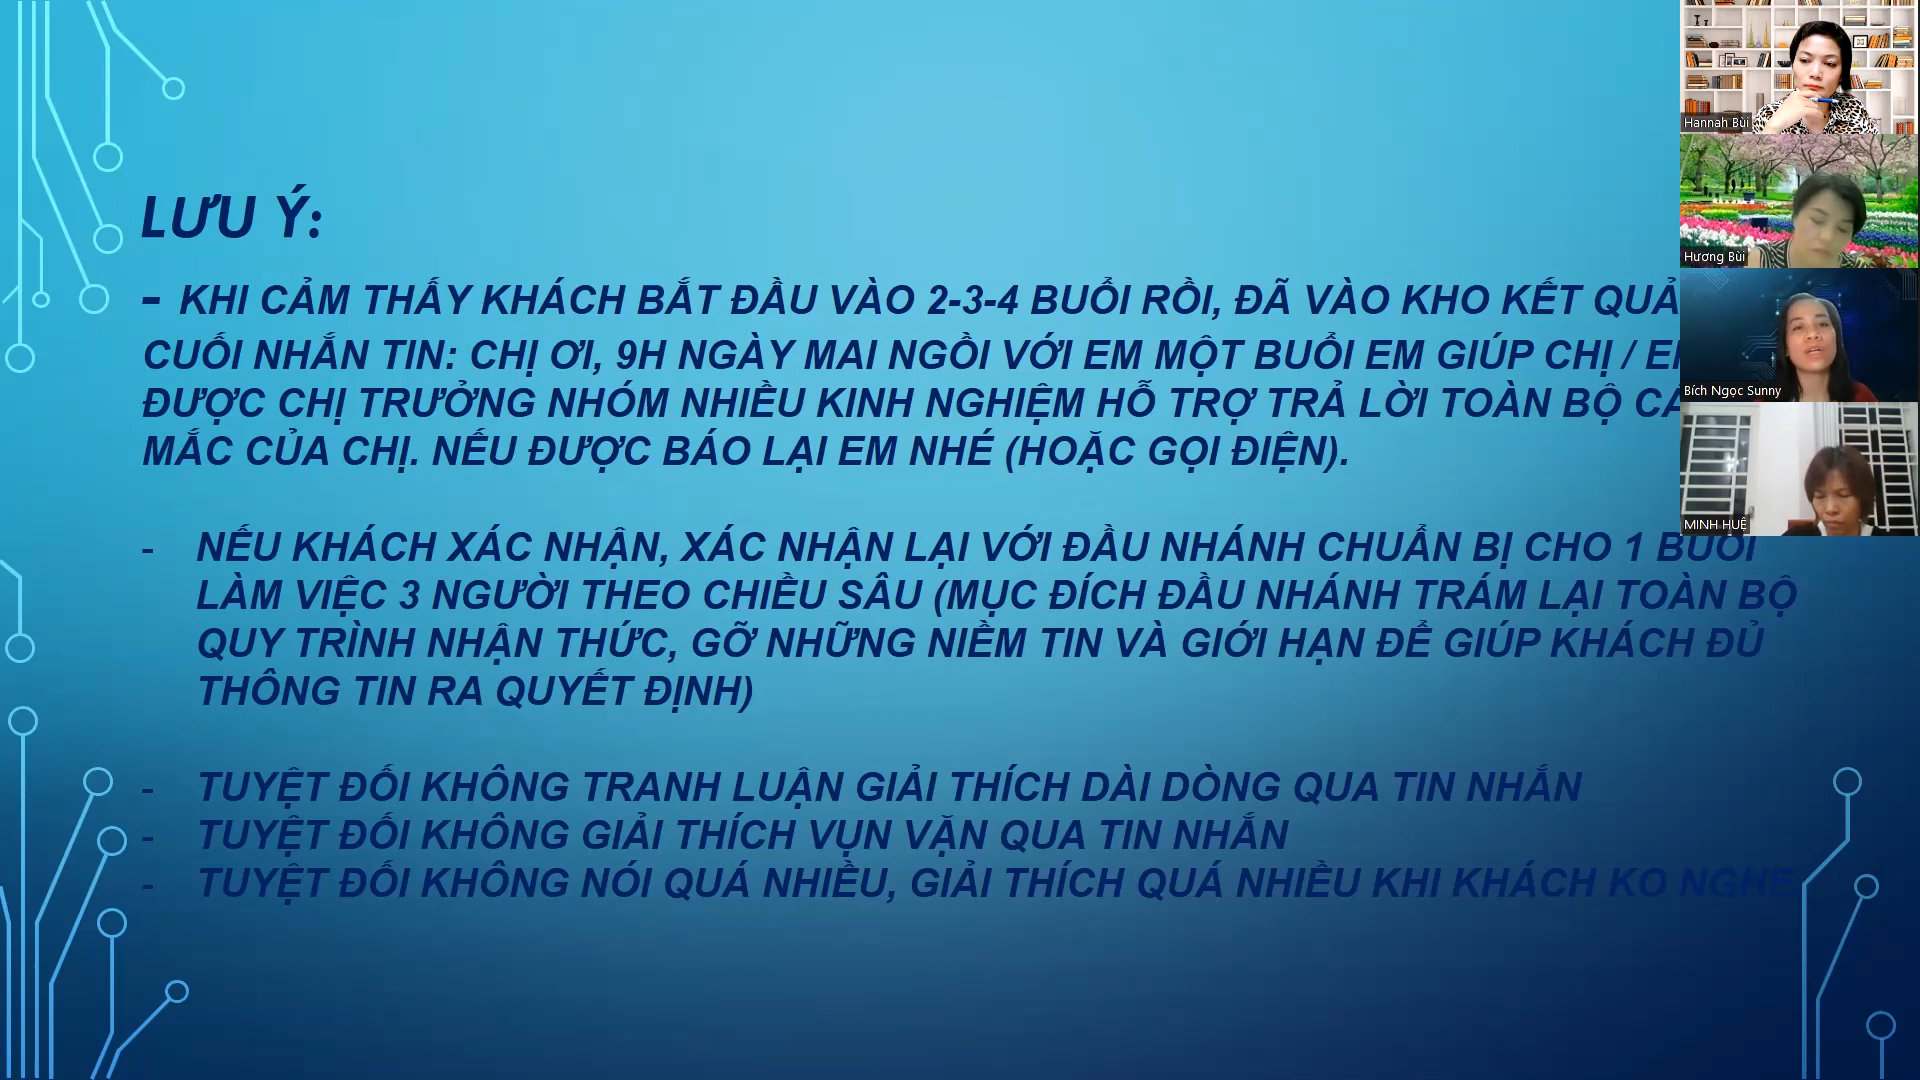 LƯU Ý:
- KHI CẢM THẤY KHÁCH BẮT ĐẦU VÀO 2-3-4 BUỔI RỒI, ĐÃ VÀO KHO KẾT QUẢ
CUỐI NHẮN TIN: CHỊ ƠI, 9H NGÀY MAI NGỒI VỚI EM MỘT BUỔI EM GIÚP CHỊ /
ĐƯỢC CHỊ TRƯỞNG NHÓM NHIỀU KINH NGHIỆM HỖ TRỢ TRẢ LỜI TOÀN BỘ
MẮC CỦA CHỊ. NẾU ĐƯỢC BÁO LẠI EM NHÉ (HOẶC GỌI ĐIỆN).
- NẾU KHÁCH XÁC NHẬN, XÁC NHẬN LẠI VỚI ĐẦU NHÁNH CHUẨN BỊ CHO 1 BUỔI
LÀM VIỆC 3 NGƯỜI THEO CHIỀU SÂU (MỤC ĐÍCH ĐẦU NHÁNH TRÁM LẠI TOÀN BỘ
QUY TRÌNH NHẬN THỨC, GỠ NHỮNG NIỀM TIN VÀ GIỚI HẠN ĐỂ GIÚP KHÁCH ĐỦ
THÔNG TIN RA QUYẾT ĐỊNH)
- TUYỆT ĐỐI KHÔNG TRANH LUẬN GIẢI THÍCH DÀI DÒNG QUA TIN NHẮN
- TUYỆT ĐỐI KHÔNG GIẢI THÍCH VỤN VẶN QUA TIN NHẮN
- TUYỆT ĐỐI KHÔNG NÓI QUÁ NHIỀU, GIẢI THÍCH QUÁ NHIỀU KHI KHÁCH KO NGHE
Hannah Bùi
Hương Bùi
Bích Ngọc Sunny
MINH HUỆ